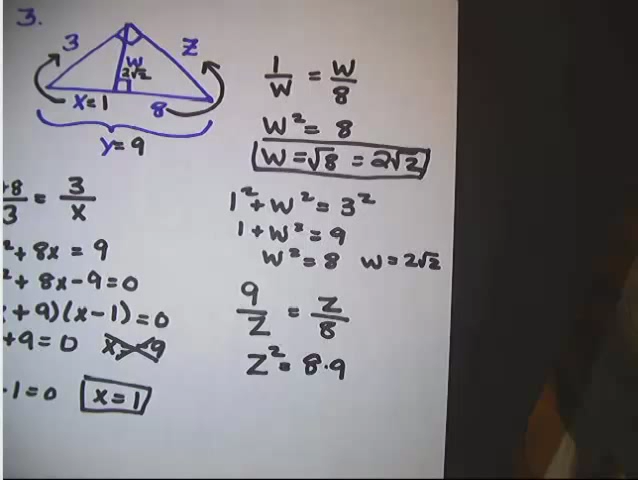 3.
3
Z
W
2√2
x=1
8
y=9
+8/3 = 3/x
² + 8x = 9
² + 8x - 9 = 0
+ 9)(x - 1) = 0
+9=0 x=-9
-1=0 x=1
1/W = W/8
W² = 8
W = √8 = 2√2
1² + W² = 3²
1 + W² = 9
W² = 8 W = 2√2
9/Z = Z/8
Z² = 8·9